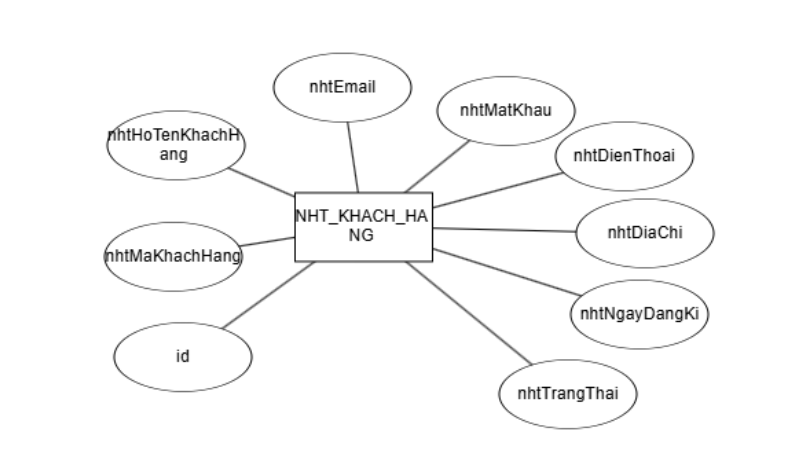 nhtEmail
nhtMatKhau
nhtHoTenKhachH
ang
nhtDienThoai
NHT_KHACH_HA
NG
nhtDiaChi
nhtMaKhachHang
nhtNgayDangKi
id
nhtTrangThai